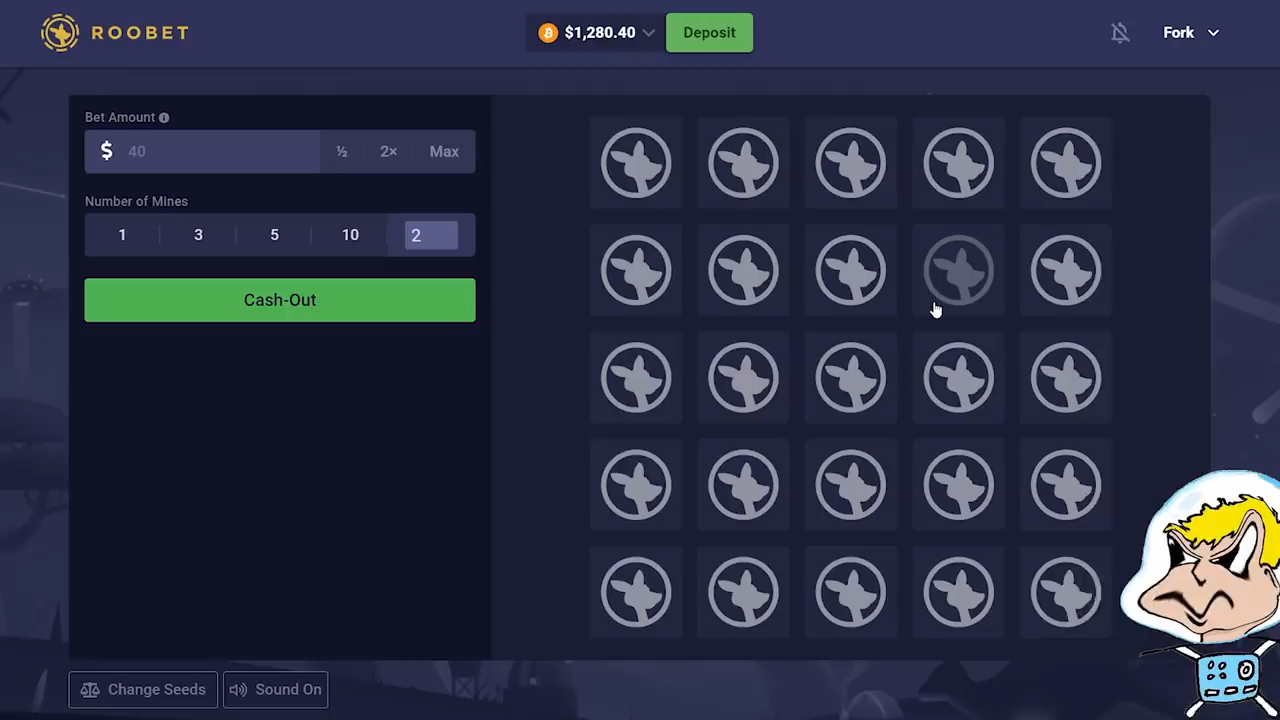 ROOBET
$1,280.40
Deposit
Fork
Bet Amount
$ 40 ½ 2× Max
Number of Mines
1 3 5 10 2
Cash-Out
Change Seeds
Sound On